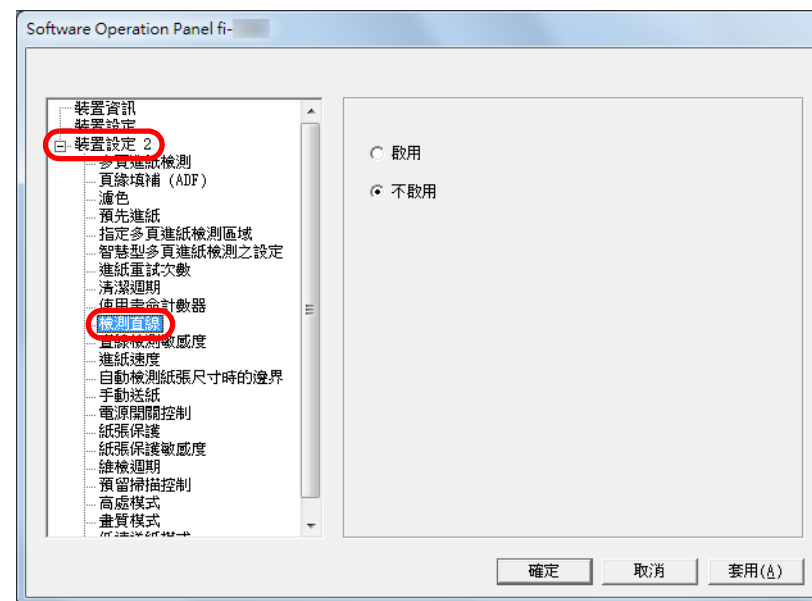 Software Operation Panel fi-
裝置資訊
裝置設定
裝置設定 2
多頁進紙檢測
頁緣填補 (ADF)
濾色
預先進紙
指定多頁進紙檢測區域
智慧型多頁進紙檢測之設定
進紙重試次數
清潔週期
使用壽命計數器
檢測直線
直線檢測敏感度
進紙速度
自動檢測紙張尺寸時的邊界
手動送紙
電源開關控制
紙張保護
紙張保護敏感度
維檢週期
預留掃描控制
高處模式
畫質模式
低速送紙模式
啟用
不啟用
確定
取消
套用(A)